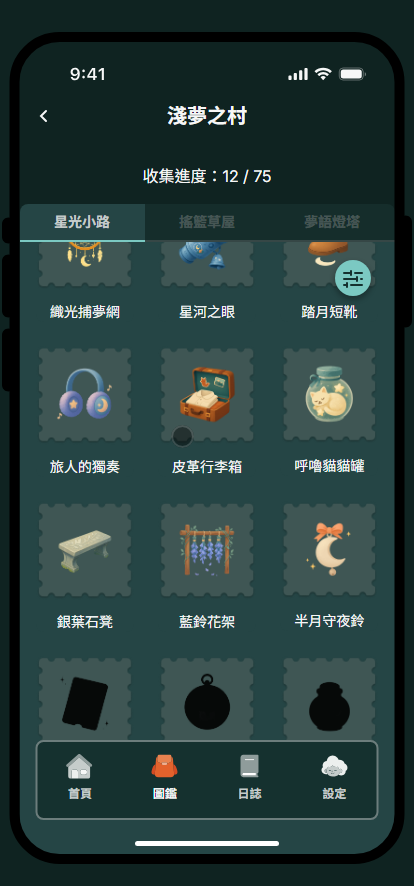 9:41
淺夢之村
收集進度：12 / 75
星光小路 搖籃草屋 夢語燈塔
織光捕夢網 星河之眼 踏月短靴
旅人的獨奏 皮革行李箱 呼嚕貓貓罐
銀葉石凳 藍鈴花架 半月守夜鈴
首頁 圖鑑 日誌 設定